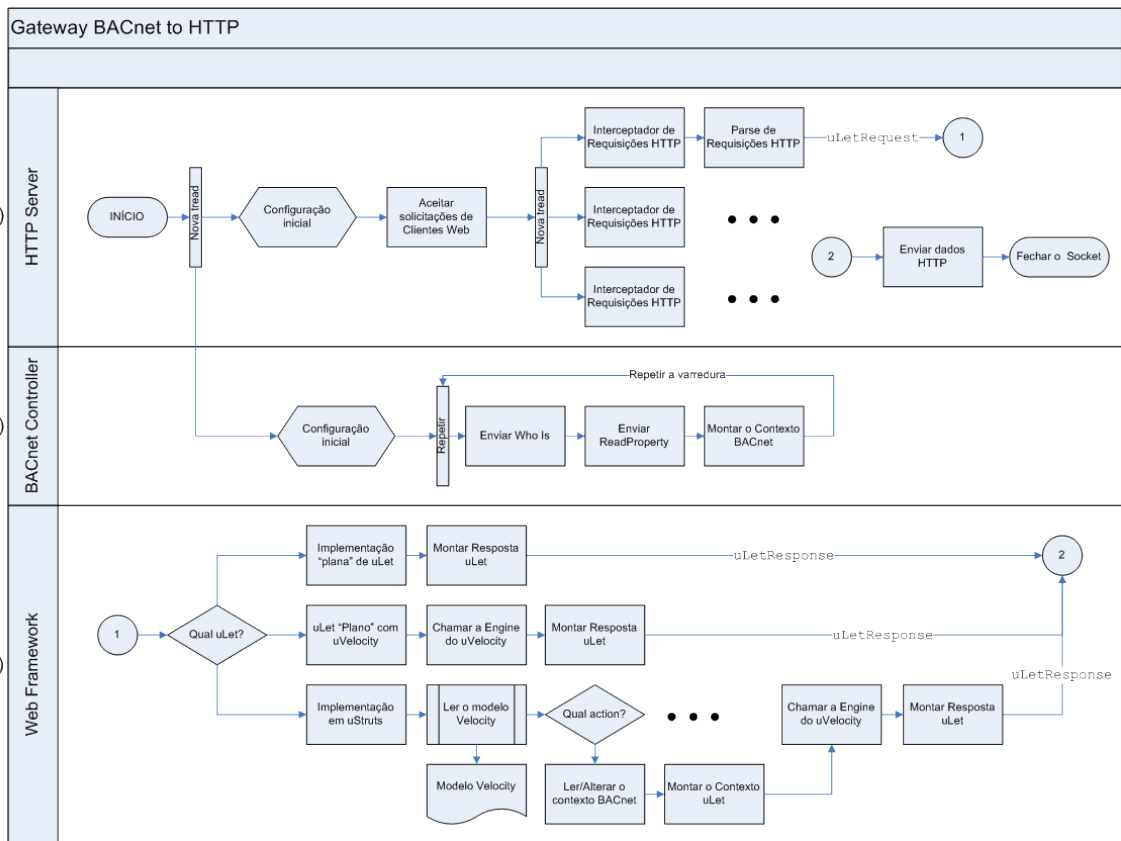 Gateway BACnet to HTTP
HTTP Server
INÍCIO
Nova tread
Configuração
inicial
Aceitar
solicitações de
Clientes Web
Nova tread
Interceptador de
Requisições HTTP
Parse de
Requisições HTTP
uLetRequest
1
Interceptador de
Requisições HTTP
Interceptador de
Requisições HTTP
2
Enviar dados
HTTP
Fechar o Socket
BACnet Controller
Configuração
inicial
Repetir
Repetir a varredura
Enviar Who Is
Enviar
ReadProperty
Montar o Contexto
BACnet
Web Framework
1
Qual uLet?
Implementação
“plana” de uLet
Montar Resposta
uLet
uLetResponse
2
uLet “Plano” com
uVelocity
Chamar a Engine
do uVelocity
Montar Resposta
uLet
uLetResponse
uLetResponse
Implementação
em uStruts
Ler o modelo
Velocity
Qual action?
Chamar a Engine
do uVelocity
Montar Resposta
uLet
Modelo Velocity
Ler/Alterar o
contexto BACnet
Montar o Contexto
uLet